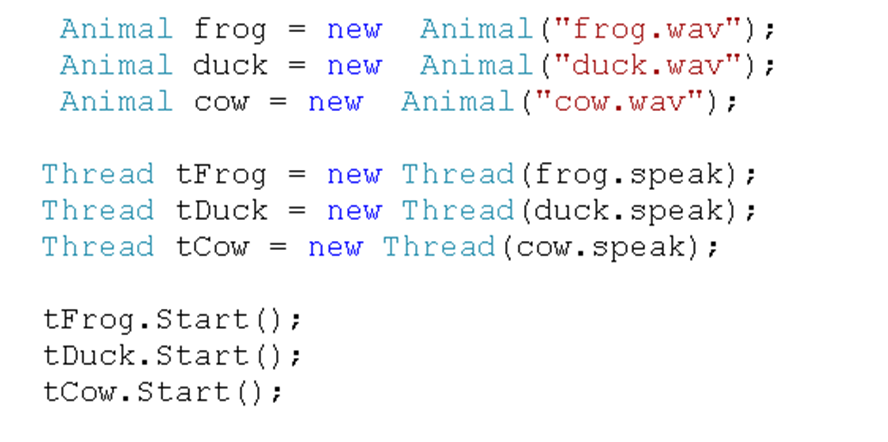 Animal frog = new  Animal("frog.wav");
Animal duck = new  Animal("duck.wav");
Animal cow = new  Animal("cow.wav");
Thread tFrog = new Thread(frog.speak);
Thread tDuck = new Thread(duck.speak);
Thread tCow = new Thread(cow.speak);
tFrog.Start();
tDuck.Start();
tCow.Start();